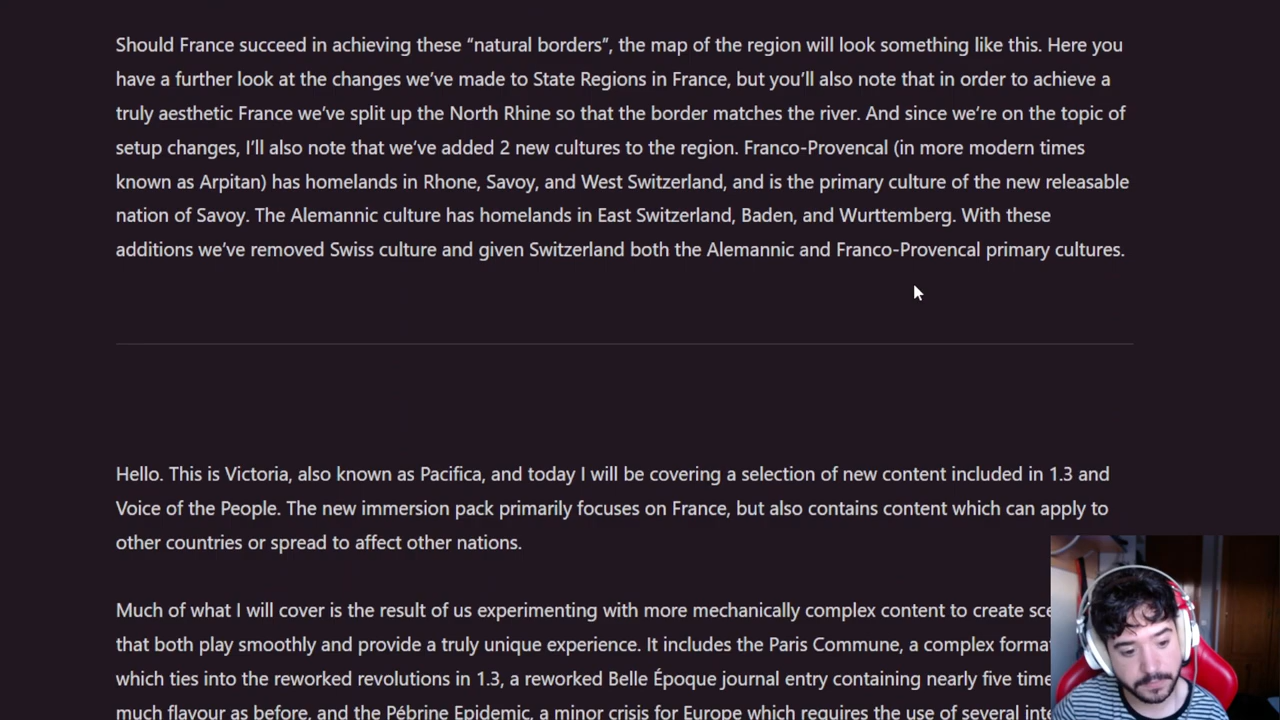 Should France succeed in achieving these “natural borders”, the map of the region will look something like this. Here you
have a further look at the changes we’ve made to State Regions in France, but you’ll also note that in order to achieve a
truly aesthetic France we’ve split up the North Rhine so that the border matches the river. And since we’re on the topic of
setup changes, I’ll also note that we’ve added 2 new cultures to the region. Franco-Provencal (in more modern times
known as Arpitan) has homelands in Rhone, Savoy, and West Switzerland, and is the primary culture of the new releasable
nation of Savoy. The Alemannic culture has homelands in East Switzerland, Baden, and Wurttemberg. With these
additions we’ve removed Swiss culture and given Switzerland both the Alemannic and Franco-Provencal primary cultures.
Hello. This is Victoria, also known as Pacifica, and today I will be covering a selection of new content included in 1.3 and
Voice of the People. The new immersion pack primarily focuses on France, but also contains content which can apply to
other countries or spread to affect other nations.
Much of what I will cover is the result of us experimenting with more mechanically complex content to create
that both play smoothly and provide a truly unique experience. It includes the Paris Commune, a complex
which ties into the reworked revolutions in 1.3, a reworked Belle Époque journal entry containing nearly five
much flavour as before, and the Pébrine Epidemic, a minor crisis for Europe which requires the use of several